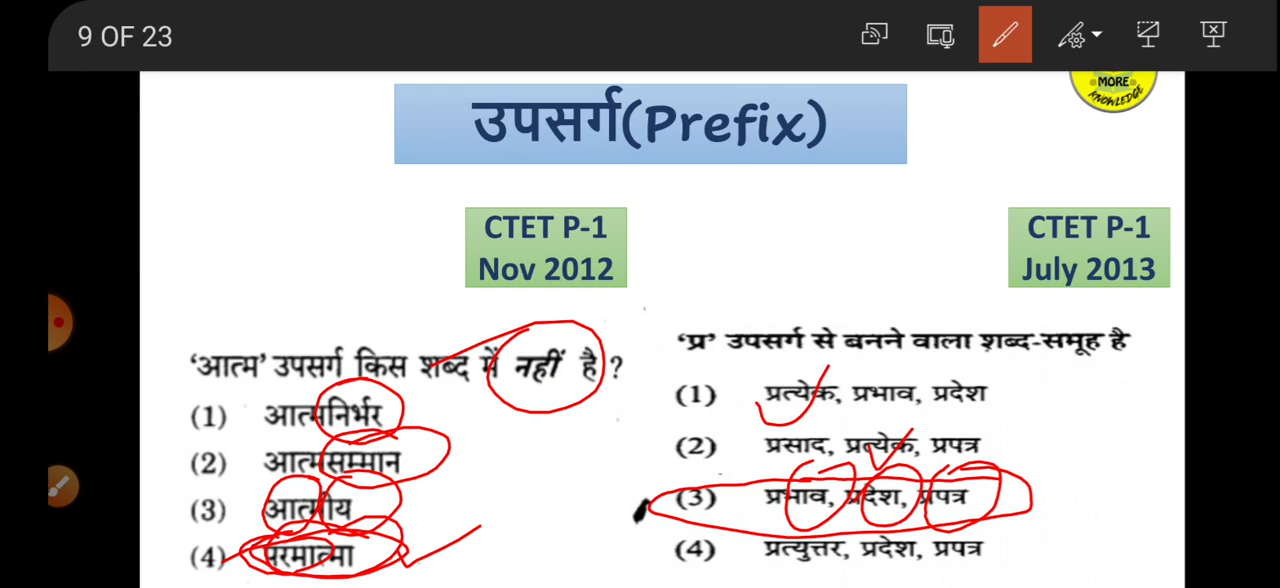 9 OF 23
MORE
KNOWLEDGE
उपसर्ग(Prefix)
CTET P-1
Nov 2012
'आत्म' उपसर्ग किस शब्द में नहीं है ?
(1) आत्मनिर्भर
(2) आत्मसम्मान
(3) आत्मीय
(4) परमात्मा
CTET P-1
July 2013
'प्र' उपसर्ग से बनने वाला श़ब्द-समूह है
(1) प्रत्येक, प्रभाव, प्रदेश
(2) प्रसाद, प्रत्येक, प्रपत्र
(3) प्रभाव, प्रदेश, प्रपत्र
(4) प्रत्युत्तर, प्रदेश, प्रपत्र